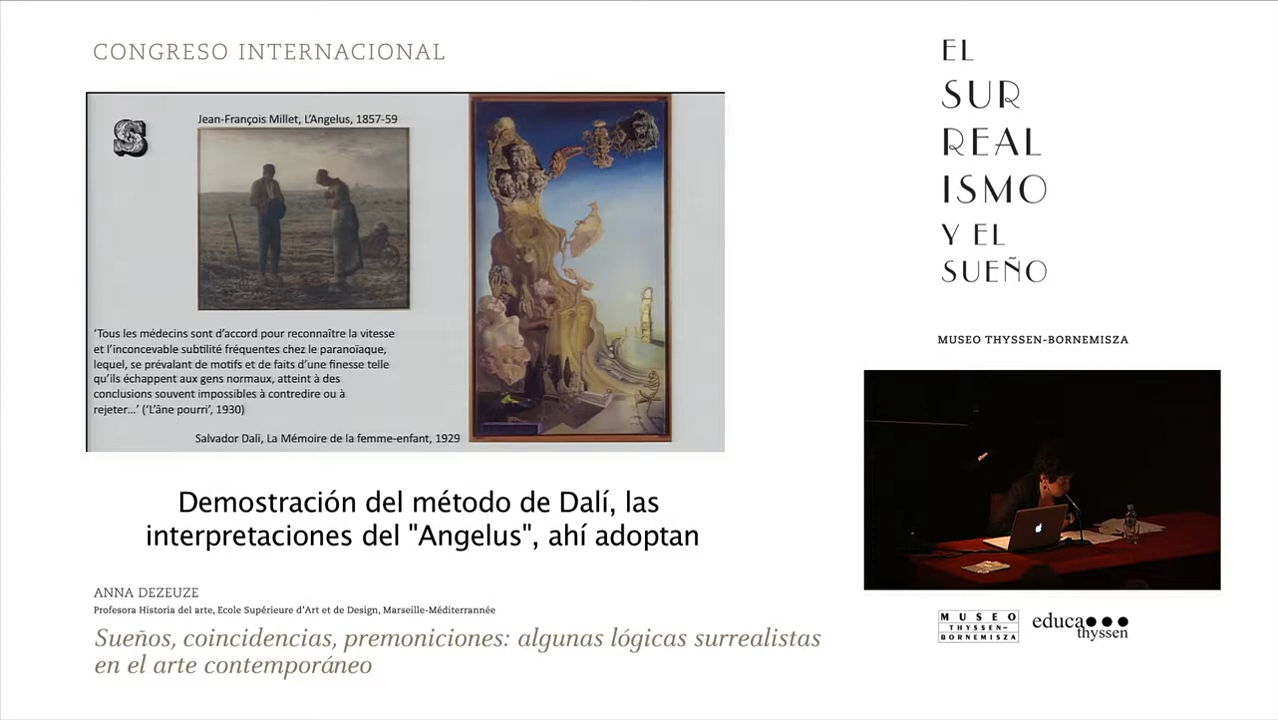 CONGRESO INTERNACIONAL
S
Jean-François Millet, L'Angelus, 1857-59
'Tous les médecins sont d'accord pour reconnaître la vitesse
et l'inconcevable subtilité fréquentes chez le paranoïaque,
lequel, se prévalant de motifs et de faits d'une finesse telle
qu'ils échappent aux gens normaux, atteint à des
conclusions souvent impossibles à contredire ou à
rejeter...' ('L'âne pourri', 1930)
Salvador Dali, La Mémoire de la femme-enfant, 1929
Demostración del método de Dalí, las
interpretaciones del "Angelus", ahí adoptan
ANNA DEZEUZE
Profesora Historia del arte, Ecole Supérieure d'Art et de Design, Marseille-Méditerrannée
Sueños, coincidencias, premoniciones: algunas lógicas surrealistas
en el arte contemporáneo
EL
SUR
REAL
ISMO
Y EL
SUEÑO
MUSEO THYSSEN-BORNEMISZA
MUSEO
THYSSEN-
BORNEMISZA
educa
thyssen